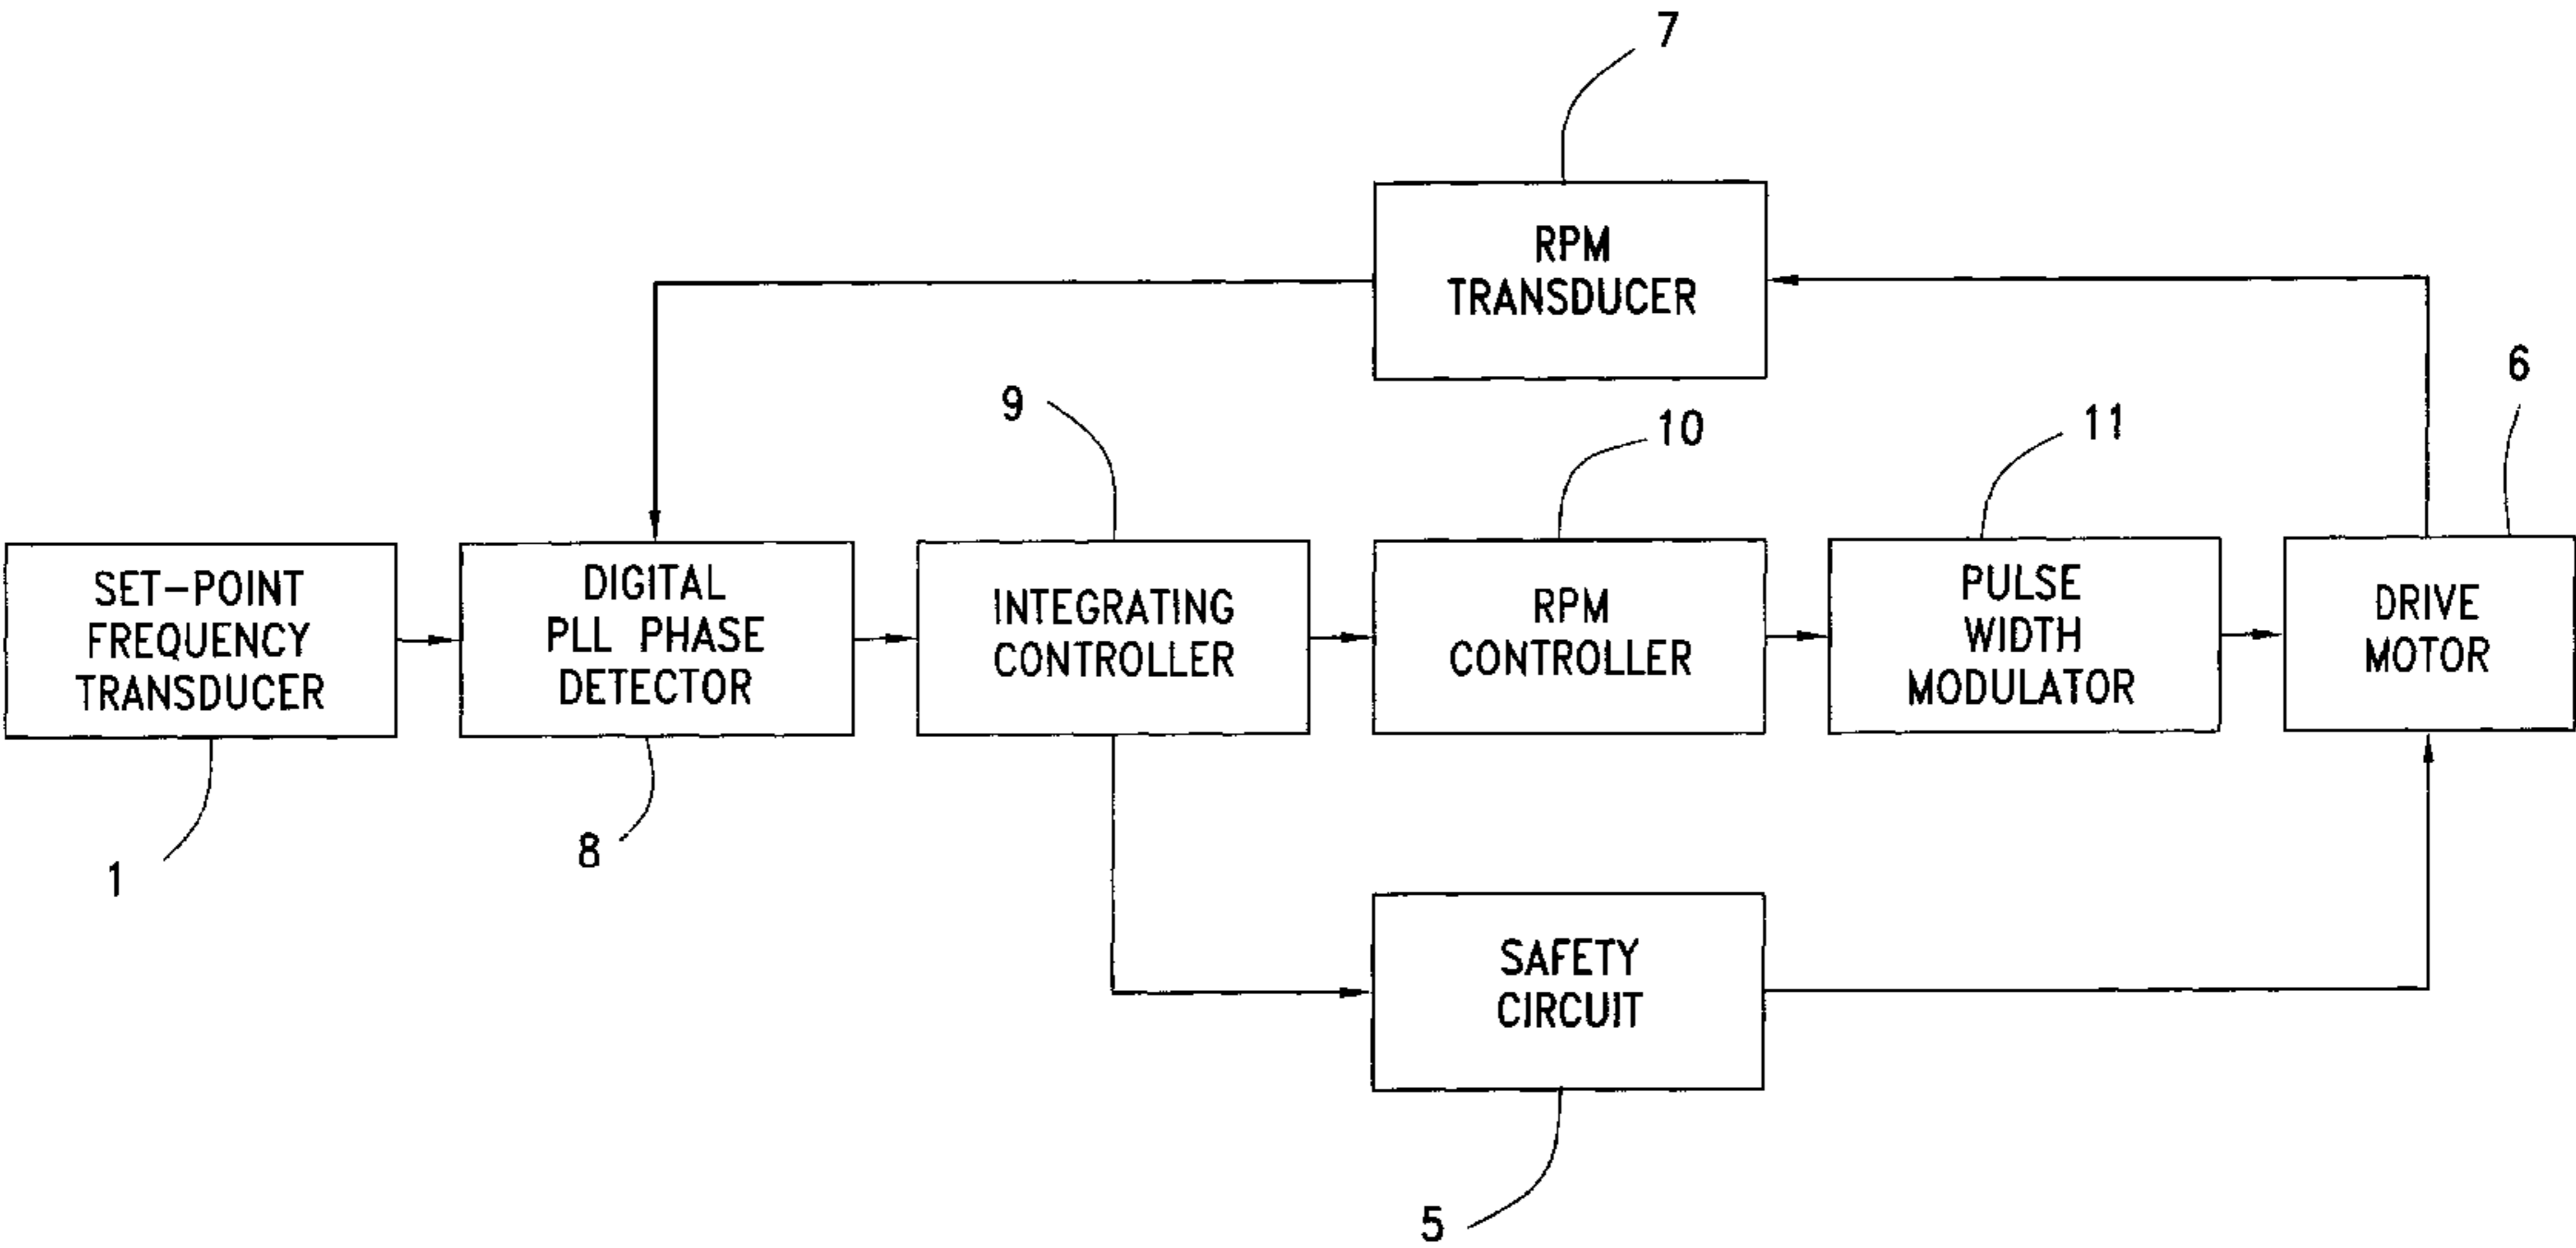 7
RPM
TRANSDUCER
6
9
10
11
SET-POINT
FREQUENCY
TRANSDUCER
DIGITAL
PLL PHASE
DETECTOR
INTEGRATING
CONTROLLER
RPM
CONTROLLER
PULSE
WIDTH
MODULATOR
DRIVE
MOTOR
1
8
SAFETY
CIRCUIT
5